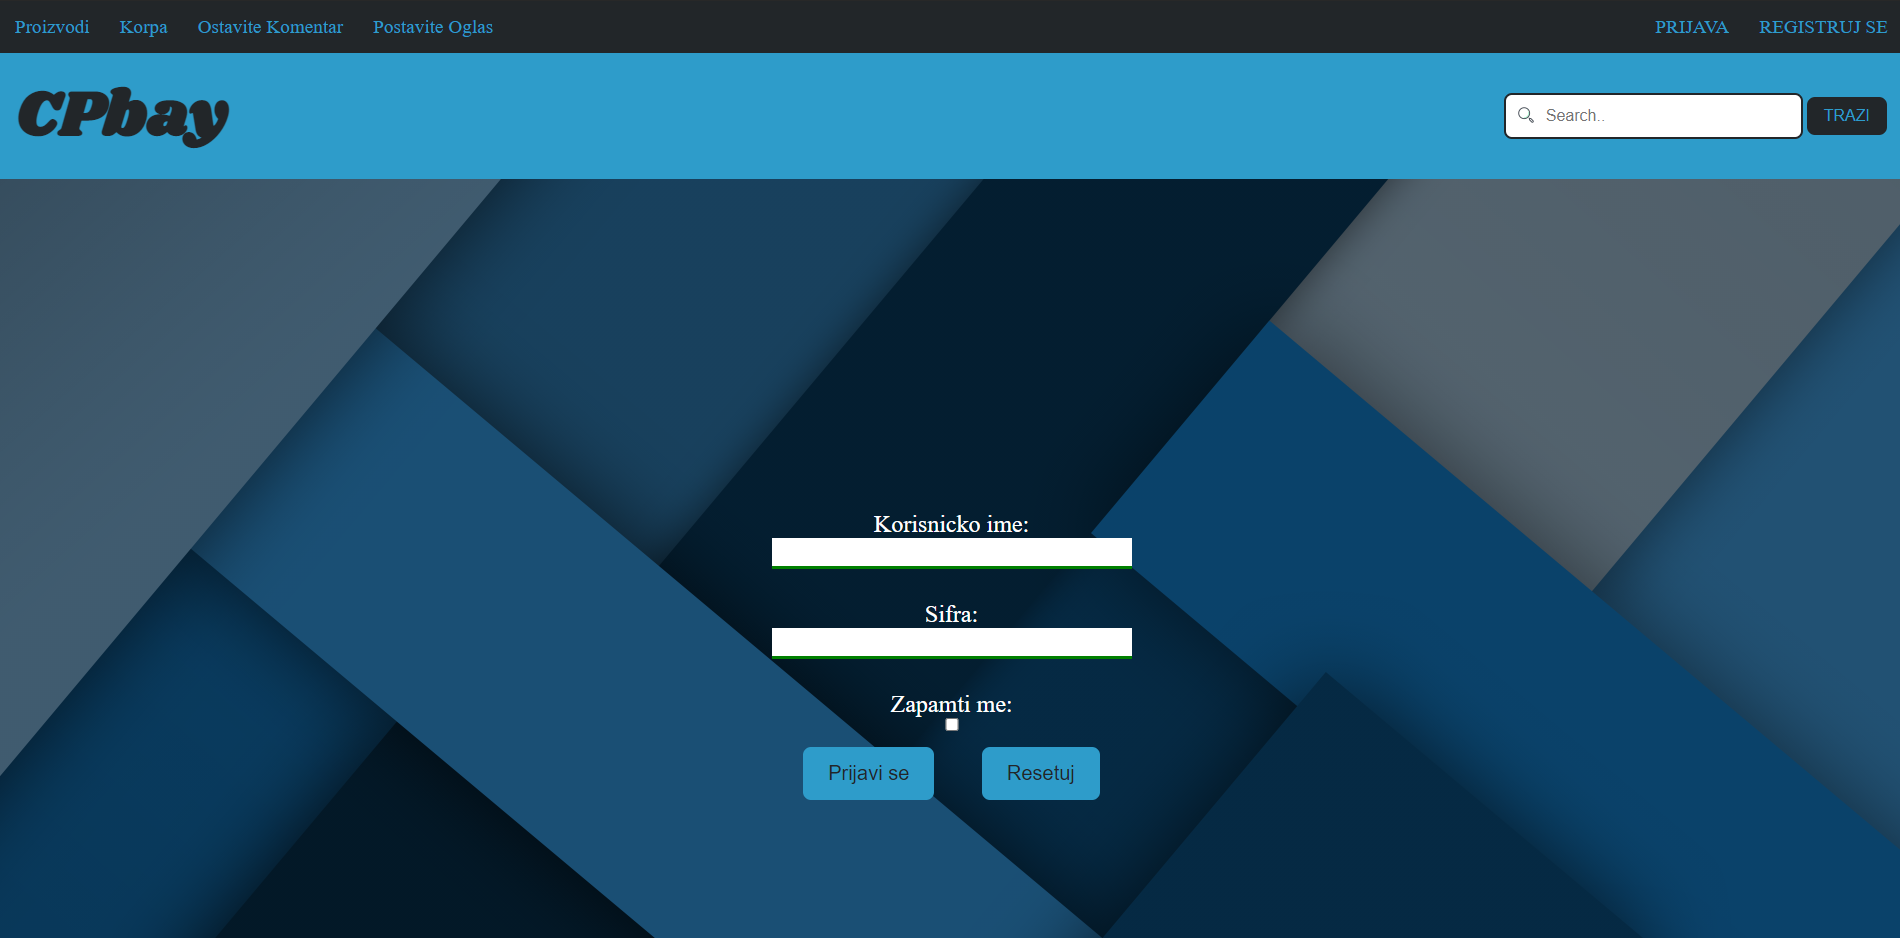 Proizvodi Korpa Ostavite Komentar Postavite Oglas PRIJAVA REGISTRUJ SE
CPbay Search.. TRAZI
Korisnicko ime:
Sifra:
Zapamti me:
Prijavi se Resetuj